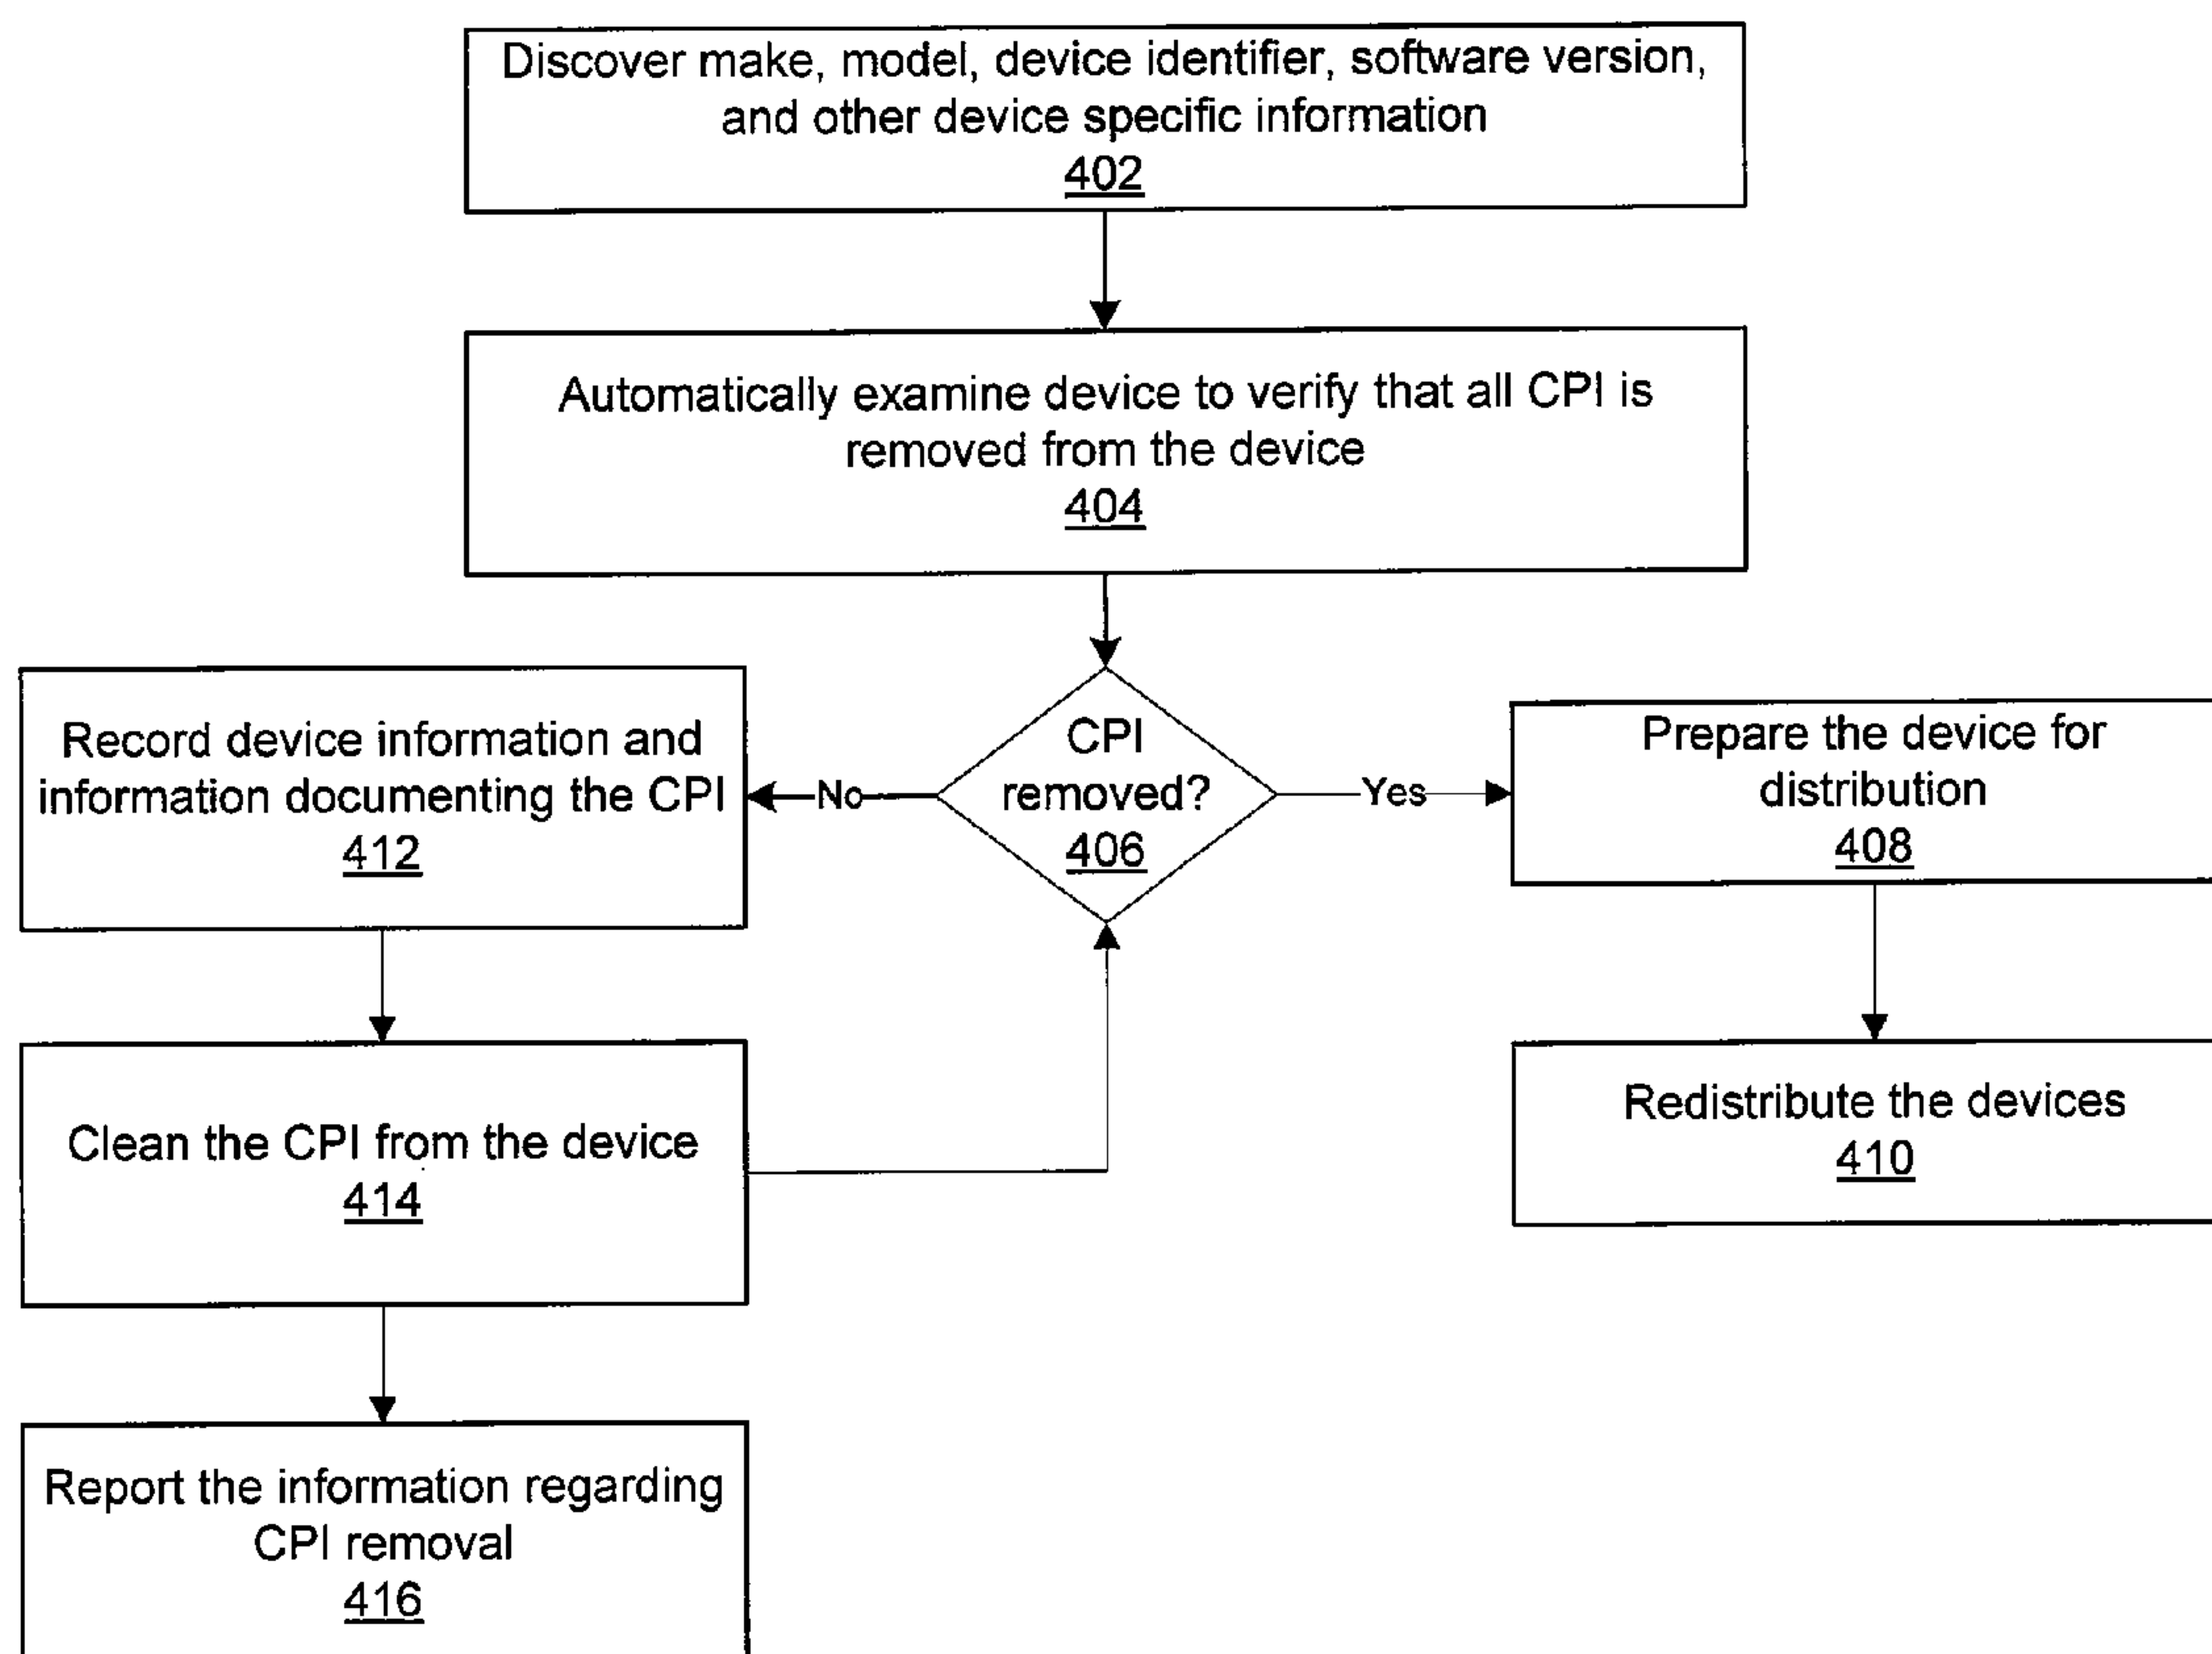 Discover make, model, device identifier, software version,
and other device specific information
402
Automatically examine device to verify that all CPI is
removed from the device
404
CPI
removed?
406
No
Yes
Record device information and
information documenting the CPI
412
Prepare the device for
distribution
408
Clean the CPI from the device
414
Redistribute the devices
410
Report the information regarding
CPI removal
416